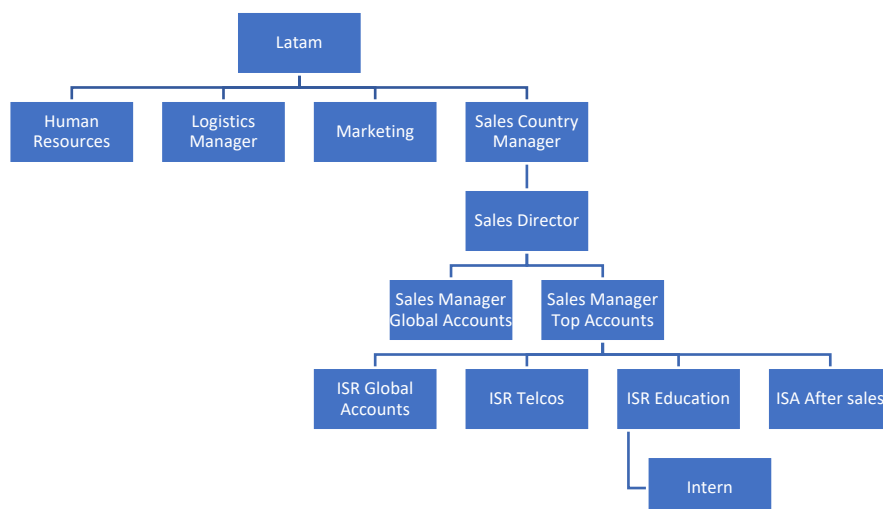 Latam
Human
Resources
Logistics
Manager
Marketing
Sales Country
Manager
Sales Director
Sales Manager
Global Accounts
Sales Manager
Top Accounts
ISR Global
Accounts
ISR Telcos
ISR Education
ISA After sales
Intern